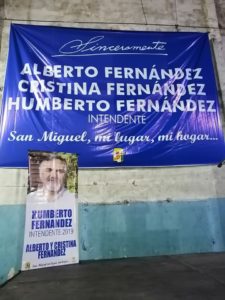 Sinceramente
ALBERTO FERNÁNDEZ
CRISTINA FERNÁNDEZ
HUMBERTO FERNÁNDEZ
INTENDENTE
San Miguel, mi lugar, mi hogar...
HUMBERTO
FERNANDEZ
INTENDENTE 2019
ALBERTO Y CRISTINA
FERNÁNDEZ